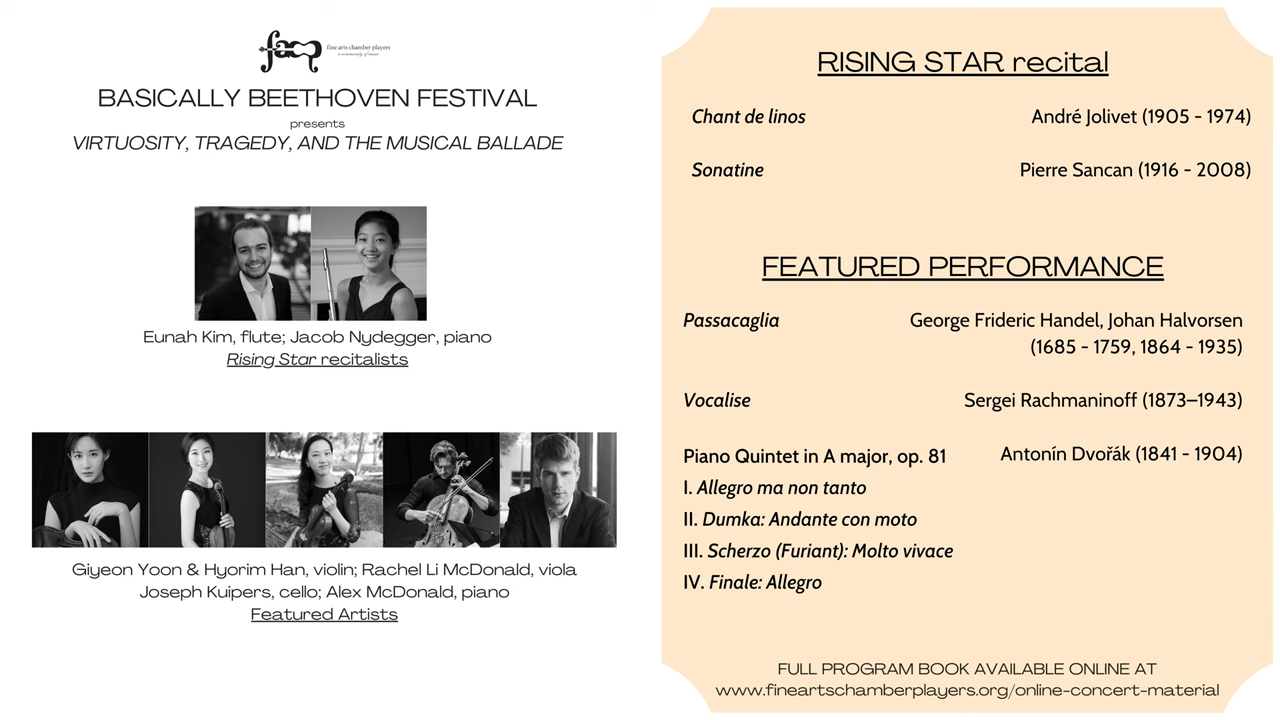 facp
fine arts chamber players
a community of music
BASICALLY BEETHOVEN FESTIVAL
presents
VIRTUOSITY, TRAGEDY, AND THE MUSICAL BALLADE
Eunah Kim, flute; Jacob Nydegger, piano
Rising Star recitalists
Giyeon Yoon & Hyorim Han, violin; Rachel Li McDonald, viola
Joseph Kuipers, cello; Alex McDonald, piano
Featured Artists
RISING STAR recital
Chant de linos André Jolivet (1905 - 1974)
Sonatine Pierre Sancan (1916 - 2008)
FEATURED PERFORMANCE
Passacaglia George Frideric Handel, Johan Halvorsen
(1685 - 1759, 1864 - 1935)
Vocalise Sergei Rachmaninoff (1873–1943)
Piano Quintet in A major, op. 81 Antonín Dvořák (1841 - 1904)
I. Allegro ma non tanto
II. Dumka: Andante con moto
III. Scherzo (Furiant): Molto vivace
IV. Finale: Allegro
FULL PROGRAM BOOK AVAILABLE ONLINE AT
www.fineartschamberplayers.org/online-concert-material